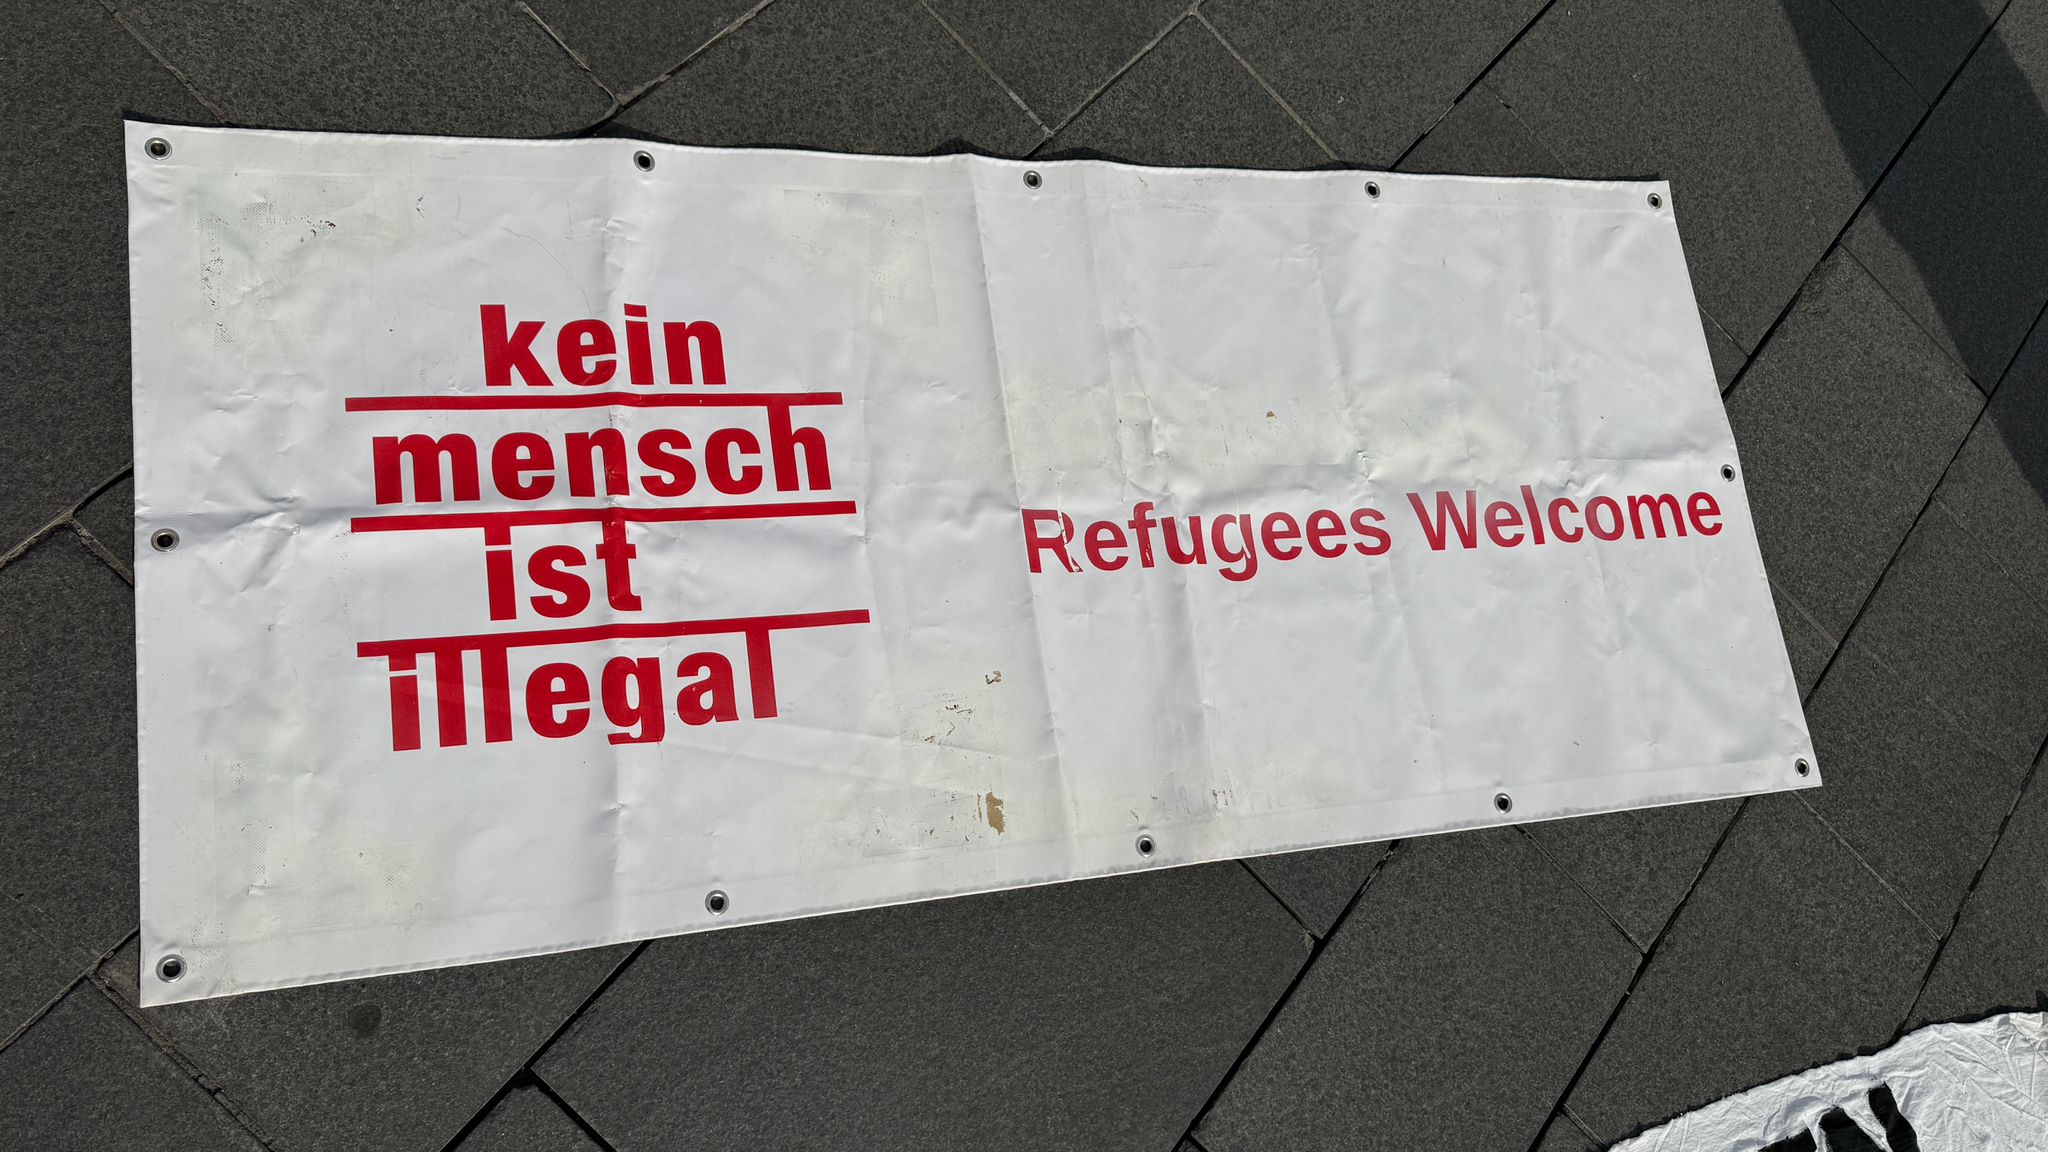 kein
mensch
ist
illegal
Refugees Welcome